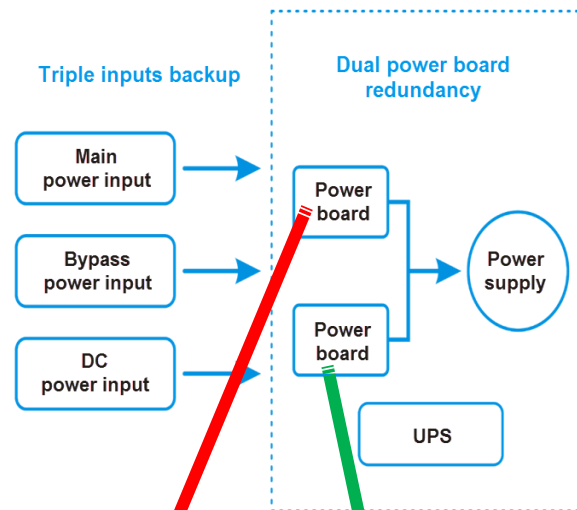 Triple inputs backup
Dual power board
redundancy
Main
power input
Bypass
power input
DC
power input
Power
board
Power
board
Power
supply
UPS